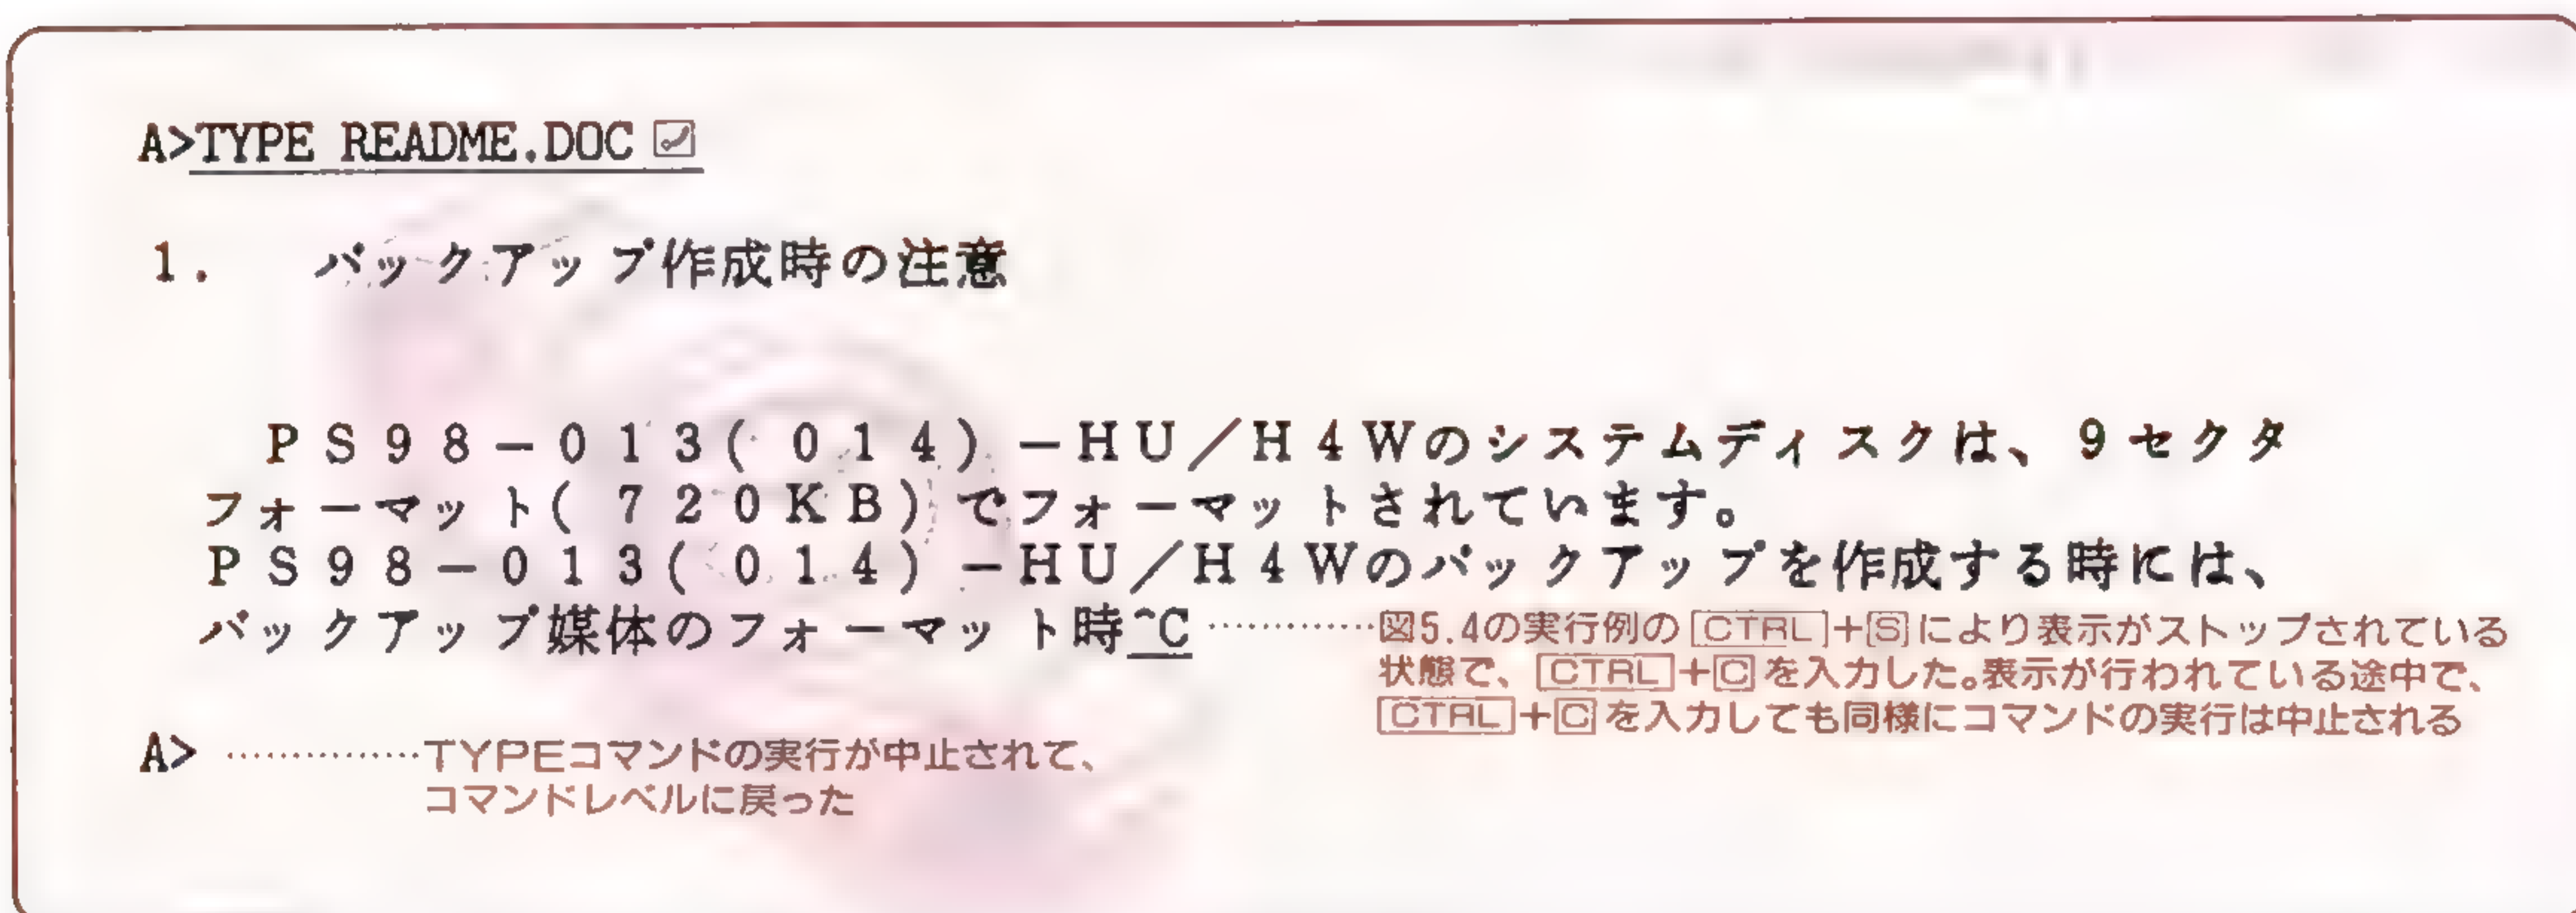 A>TYPE README.DOC
1. バックアップ作成時の注意
PS98-013(014)-HU/H4Wのシステムディスクは、9セクタ
フォーマット(720KB)でフォーマットされています。
PS98-013(014)-HU/H4Wのバックアップを作成する時には、
バックアップ媒体のフォーマット時^C …………図5.4の実行例のCTRL+Sにより表示がストップされている
状態で、CTRL+Cを入力した。表示が行われている途中で、
CTRL+Cを入力しても同様にコマンドの実行は中止される
A> ……………TYPEコマンドの実行が中止されて、
コマンドレベルに戻った